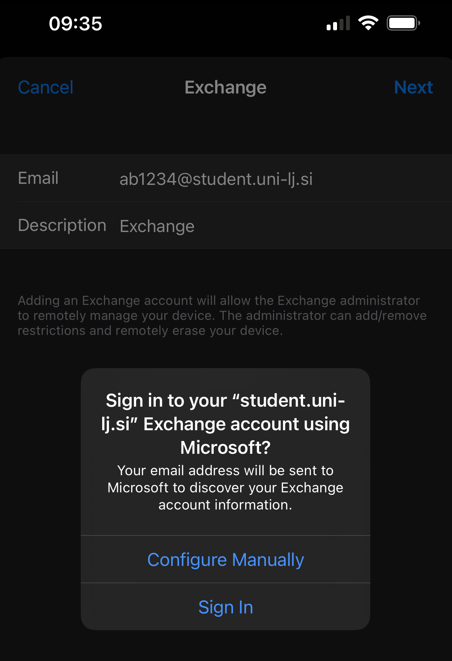 09:35
Cancel Exchange Next
Email ab1234@student.uni-lj.si
Description Exchange
Adding an Exchange account will allow the Exchange administrator
to remotely manage your device. The administrator can add/remove
restrictions and remotely erase your device.
Sign in to your “student.uni-
lj.si” Exchange account using
Microsoft?
Your email address will be sent to
Microsoft to discover your Exchange
account information.
Configure Manually
Sign In